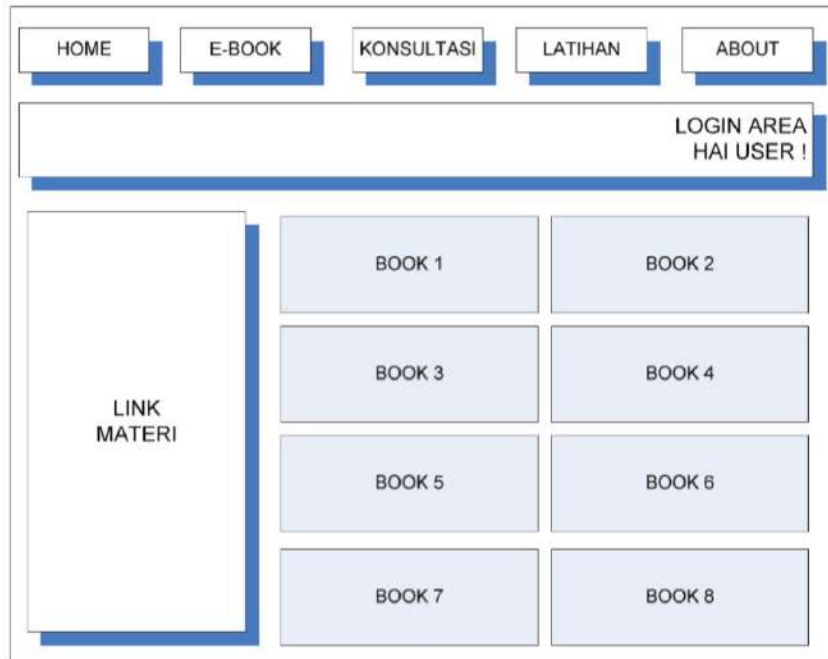 HOME
E-BOOK
KONSULTASI
LATIHAN
ABOUT
LOGIN AREA
HAI USER !
LINK
MATERI
BOOK 1
BOOK 2
BOOK 3
BOOK 4
BOOK 5
BOOK 6
BOOK 7
BOOK 8